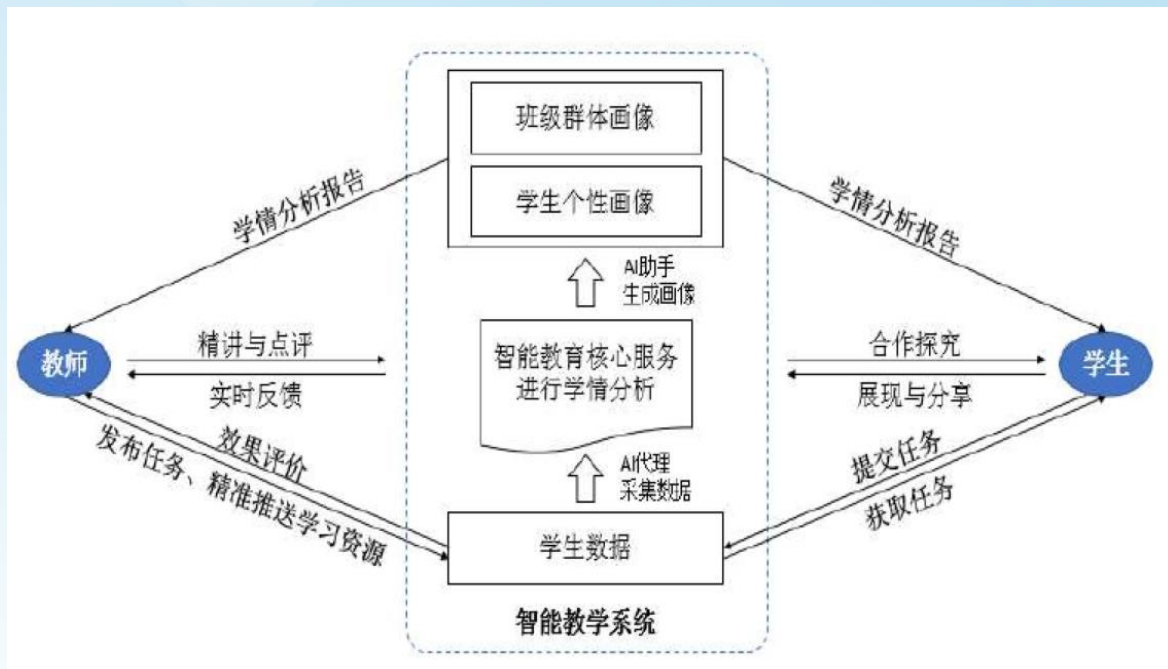 班级群体画像
学生个性画像
学情分析报告
学情分析报告
AI助手
生成画像
教师
精讲与点评
实时反馈
智能教育核心服务
进行学情分析
合作探究
展现与分享
学生
效果评价
发布任务、精准推送学习资源
AI代理
采集数据
提交任务
获取任务
学生数据
智能教学系统